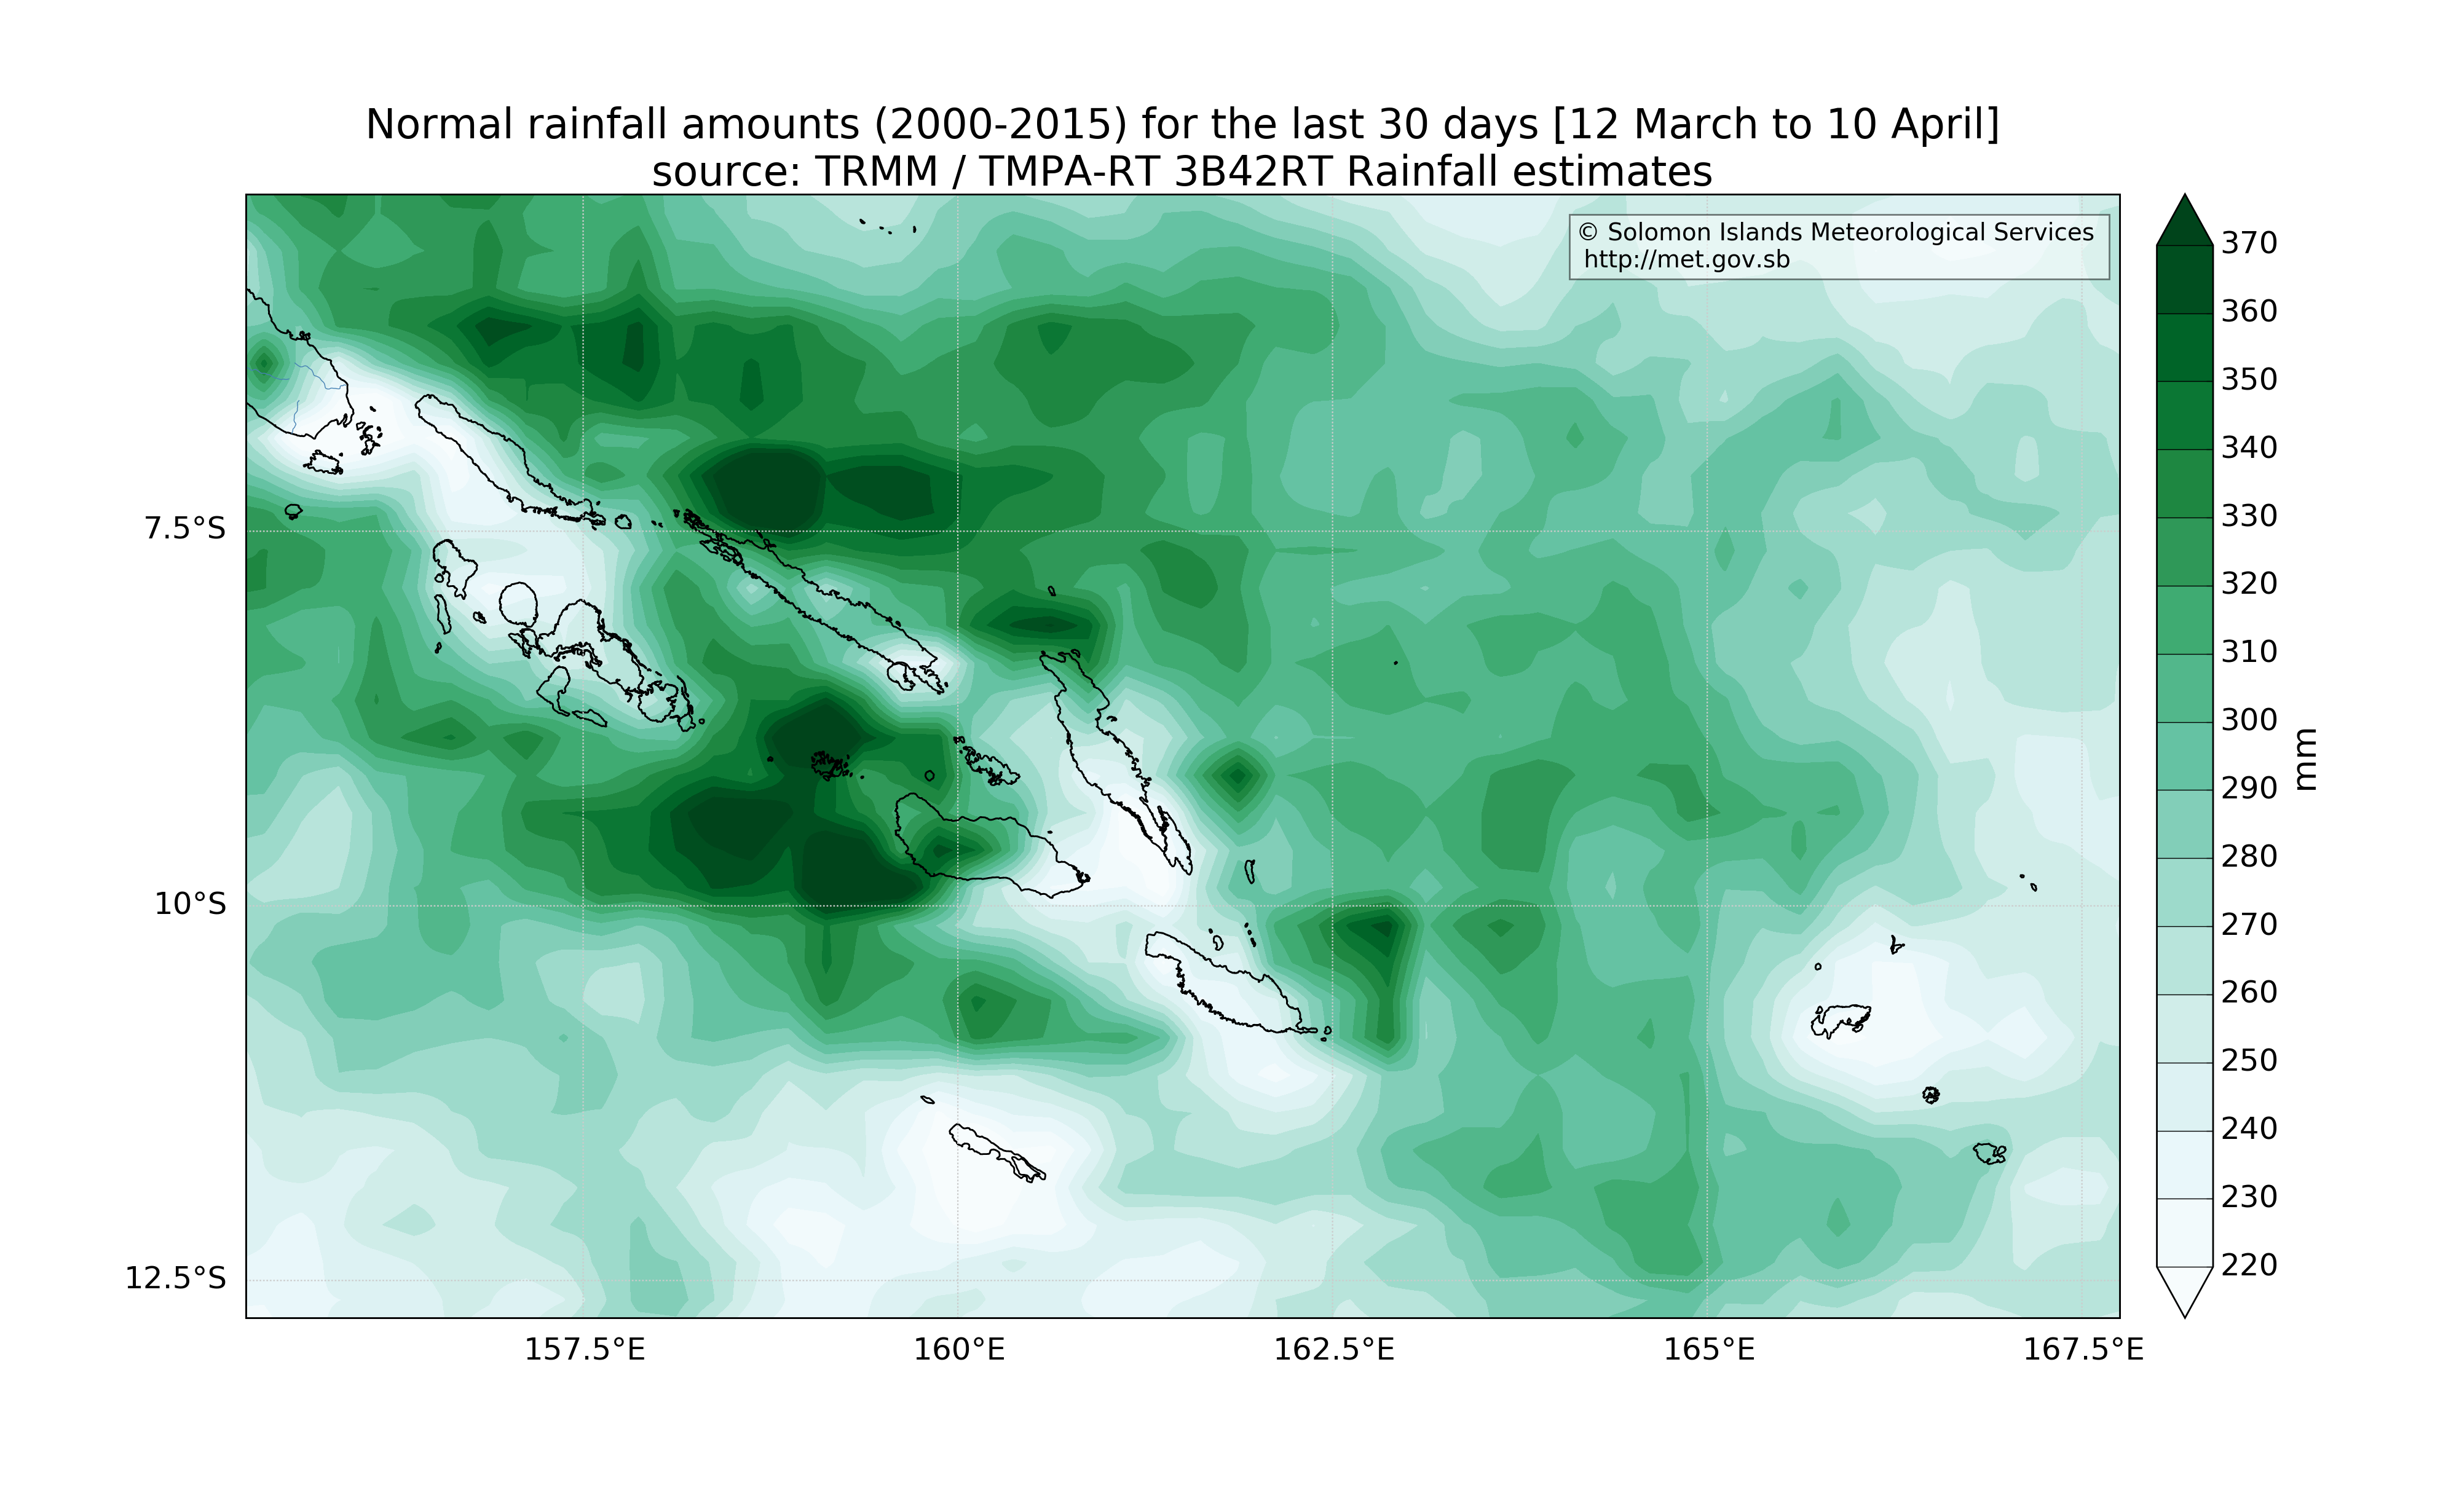 Normal rainfall amounts (2000-2015) for the last 30 days [12 March to 10 April]
source: TRMM / TMPA-RT 3B42RT Rainfall estimates
© Solomon Islands Meteorological Services
http://met.gov.sb
7.5°S
10°S
12.5°S
157.5°E
160°E
162.5°E
165°E
167.5°E
370
360
350
340
330
320
310
300
290
280
270
260
250
240
230
220
mm